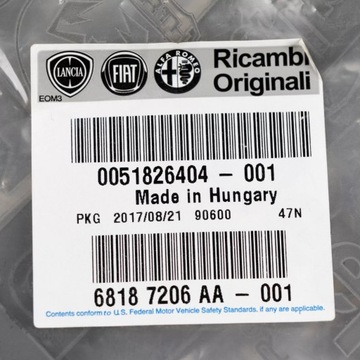 LANCIA
FIAT
ALFA ROMEO
Ricambi
Originali
EOM3
0051826404 - 001
Made in Hungary
PKG 2017/08/21 90600 47N
6818 7206 AA - 001
Contents conform to U.S. Federal Motor Vehicle Safety Standards. if any are applicable.